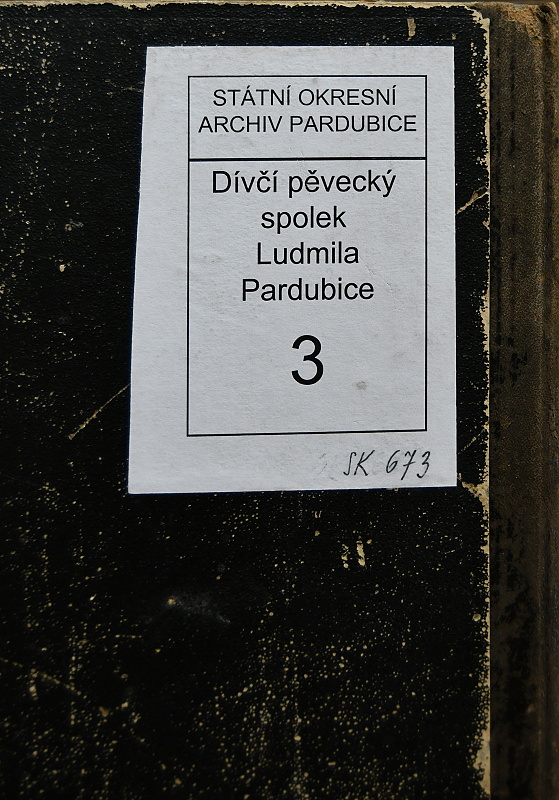 STÁTNÍ OKRESNÍ
ARCHIV PARDUBICE
Dívčí pěvecký
spolek
Ludmila
Pardubice
3
SK 673